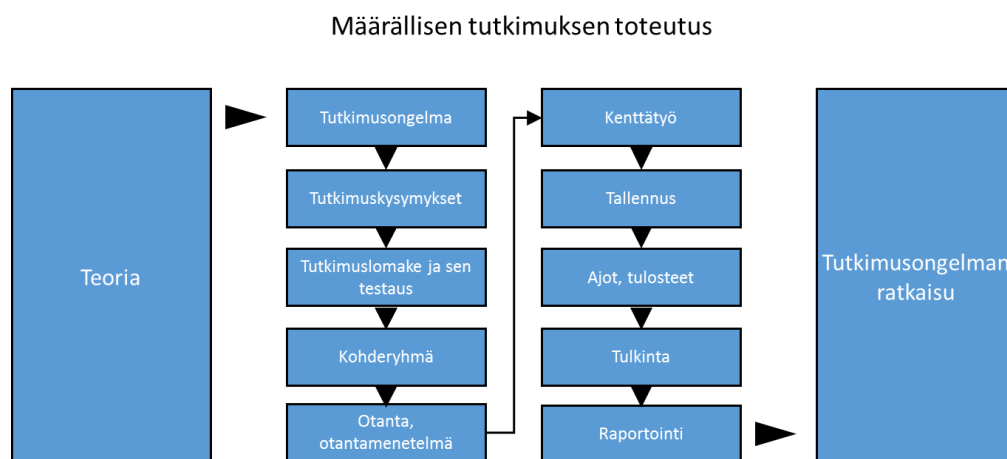 Määrällisen tutkimuksen toteutus
Teoria
Tutkimusongelma
Tutkimuskysymykset
Tutkimuslomake ja sen
testaus
Kohderyhmä
Otanta,
otantamenetelmä
Kenttätyö
Tallennus
Ajot, tulosteet
Tulkinta
Raportointi
Tutkimusongelman
ratkaisu